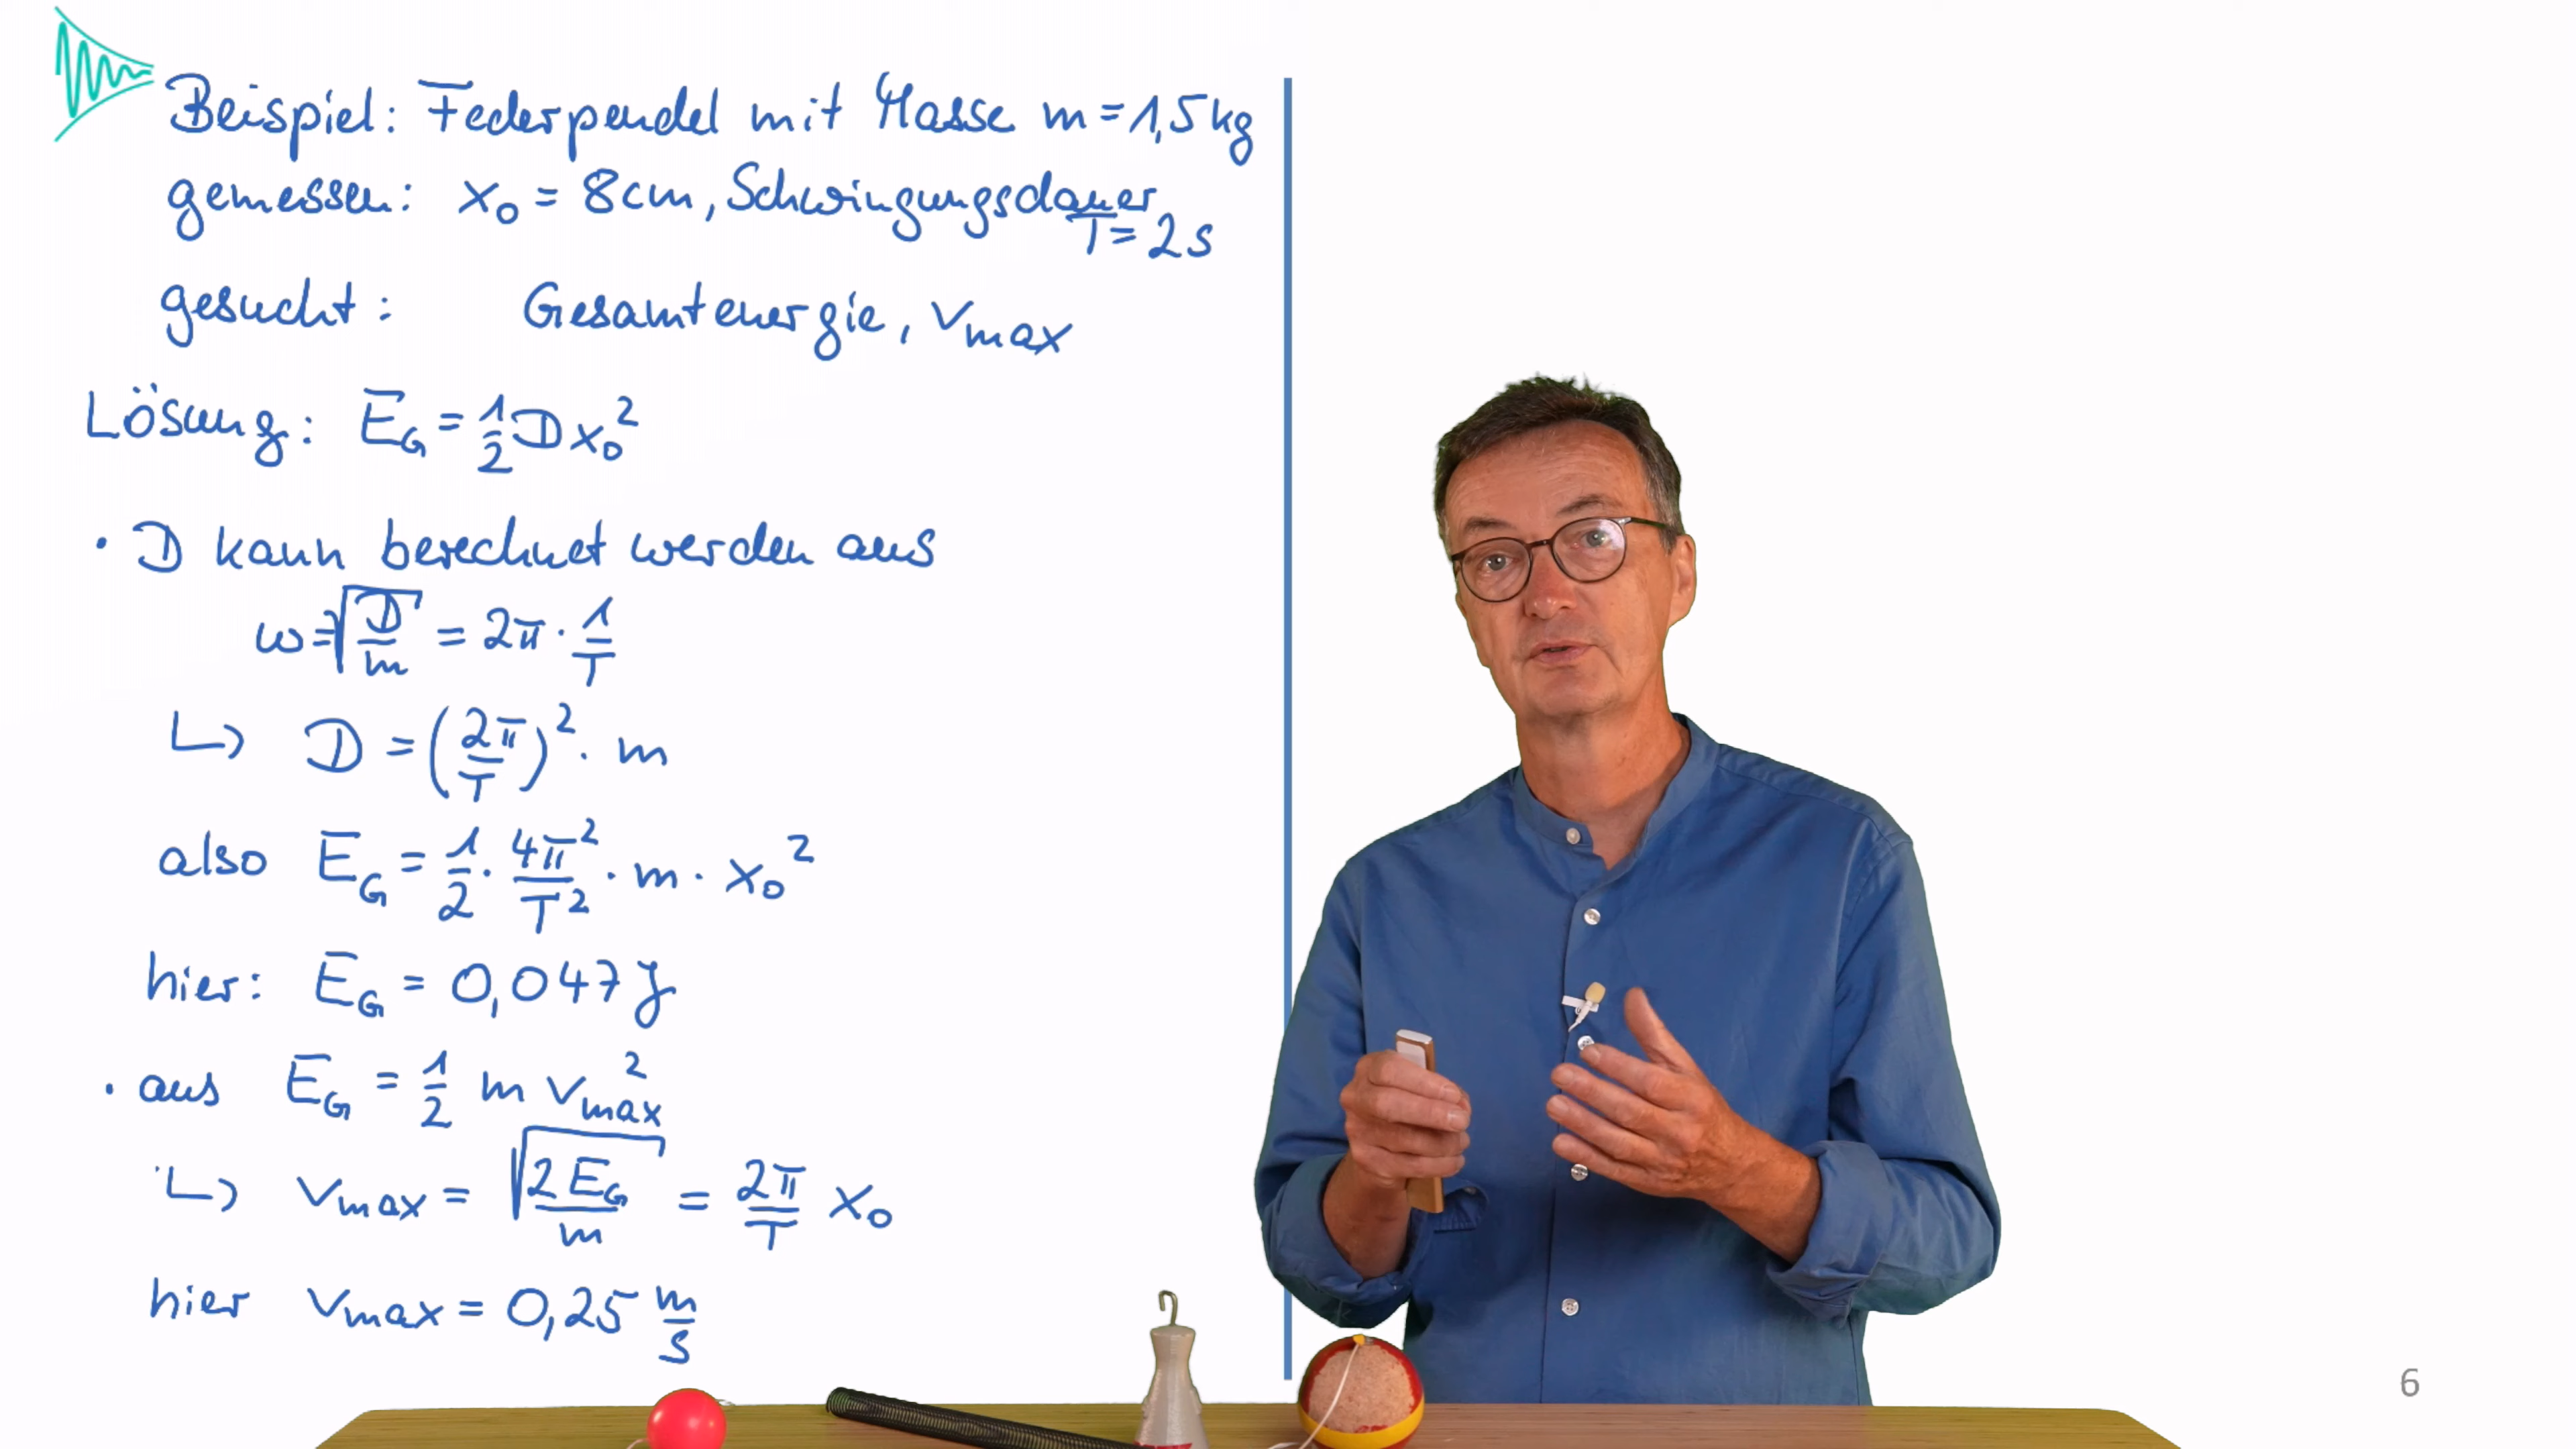 Beispiel: Federpendel mit Masse m = 1,5 kg
gemessen: x₀ = 8 cm, Schwingungsdauer
T = 2 s
gesucht: Gesamtenergie, v_max
Lösung: E_G = 1/2 D x₀²
• D kann berechnet werden aus
ω = √(D/m) = 2π · 1/T
↳ D = (2π/T)² · m
also E_G = 1/2 · 4π²/T² · m · x₀²
hier: E_G = 0,047 J
• aus E_G = 1/2 m v_max²
↳ v_max = √(2 E_G/m) = 2π/T x₀
hier v_max = 0,25 m/s
6